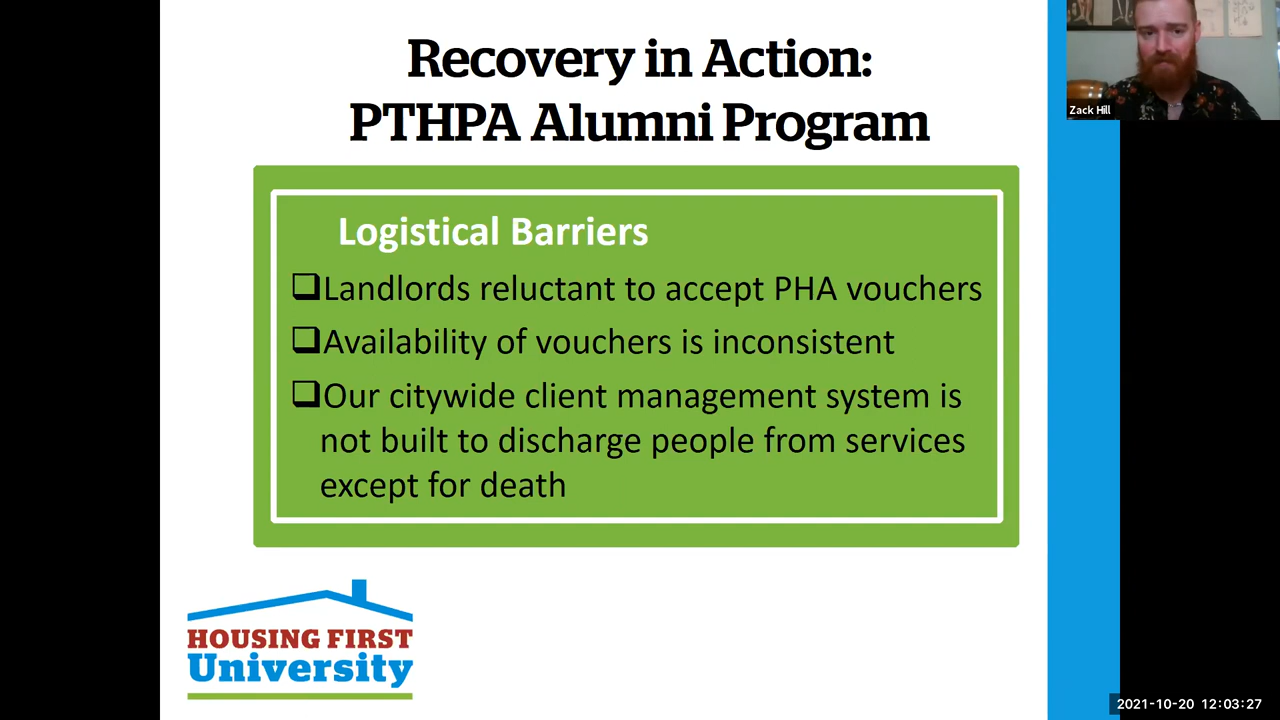 Recovery in Action:
PTHPA Alumni Program
Zack Hill
Logistical Barriers
❑Landlords reluctant to accept PHA vouchers
❑Availability of vouchers is inconsistent
❑Our citywide client management system is
not built to discharge people from services
except for death
HOUSING FIRST
University
2021-10-20 12:03:27